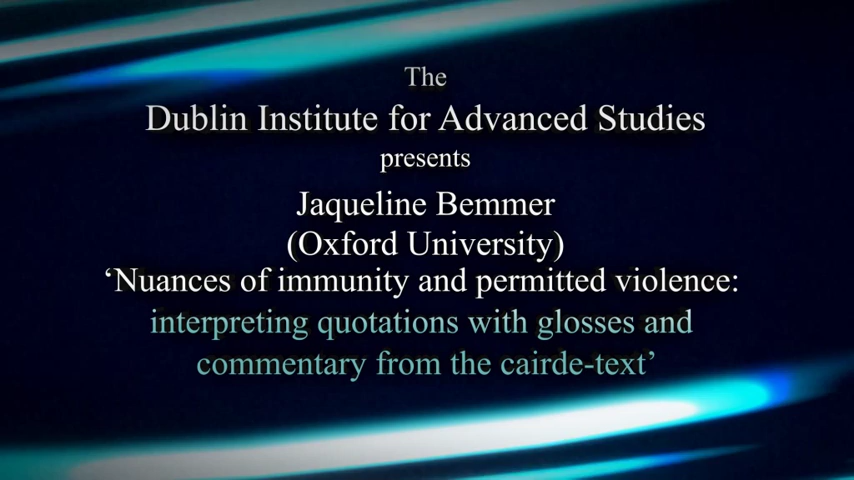 The
Dublin Institute for Advanced Studies
presents
Jaqueline Bemmer
(Oxford University)
‘Nuances of immunity and permitted violence:
interpreting quotations with glosses and
commentary from the cairde-text’